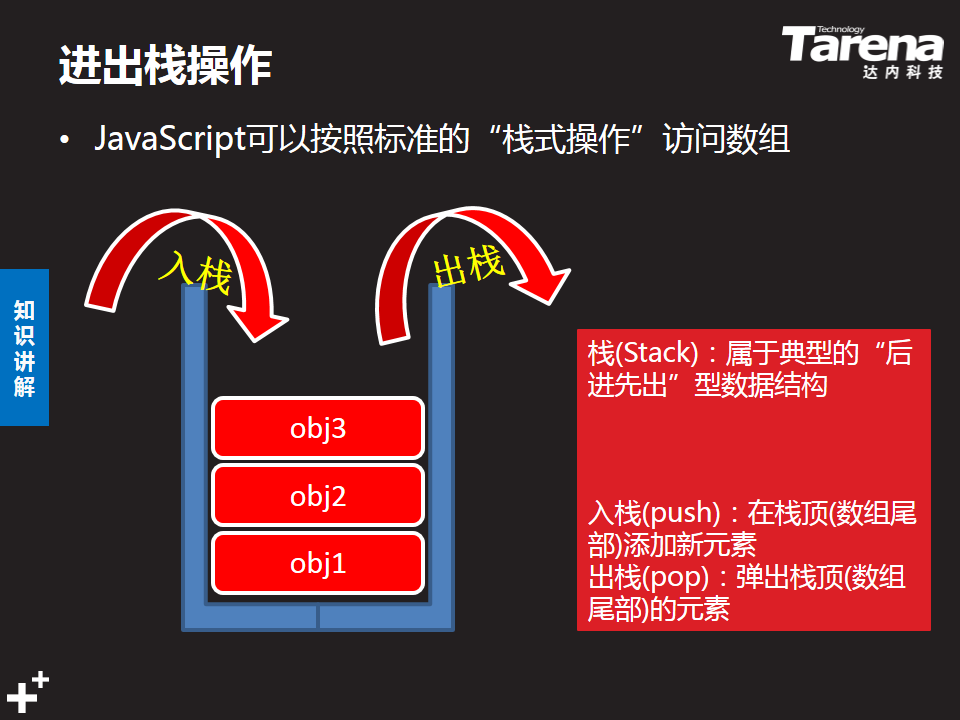 进出栈操作
Technology
Tarena
达内科技
• JavaScript可以按照标准的“栈式操作”访问数组
入栈
出栈
知识讲解
栈(Stack)：属于典型的“后
进先出”型数据结构
obj3
obj2
obj1
入栈(push)：在栈顶(数组尾
部)添加新元素
出栈(pop)：弹出栈顶(数组
尾部)的元素